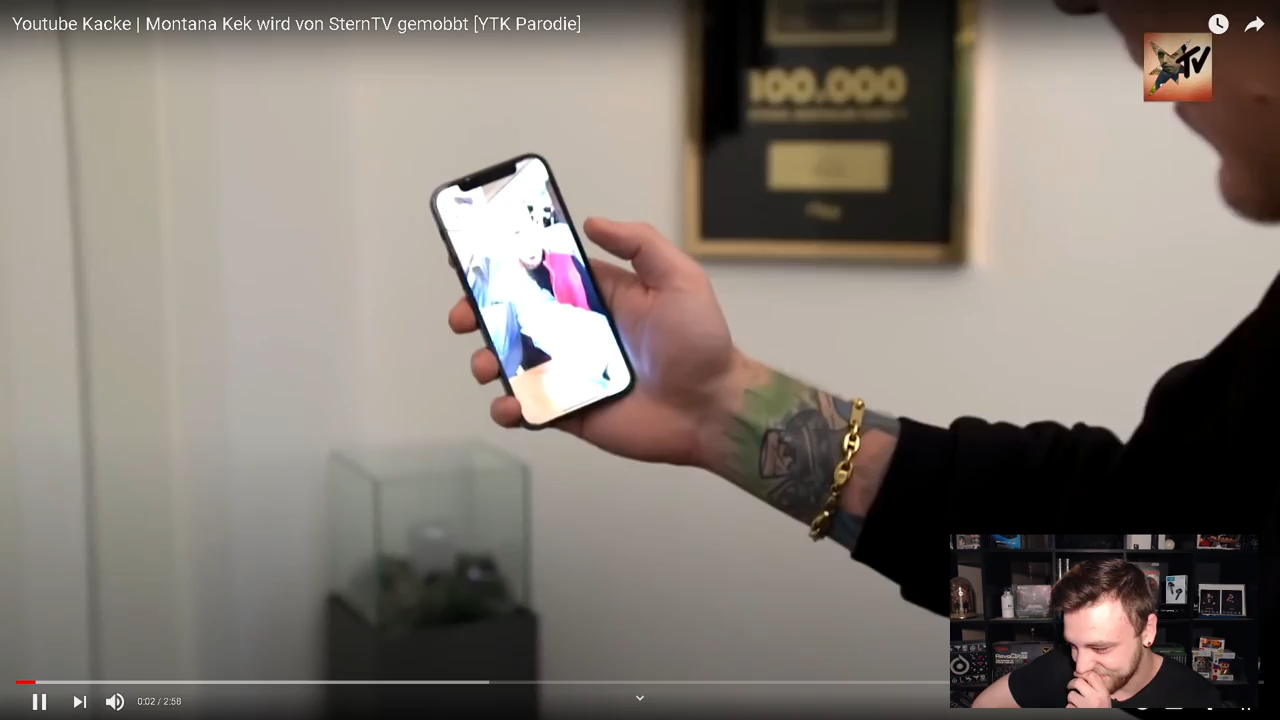 Youtube Kacke | Montana Kek wird von SternTV gemobbt [YTK Parodie]
TV
100.000
0:02 / 2:58